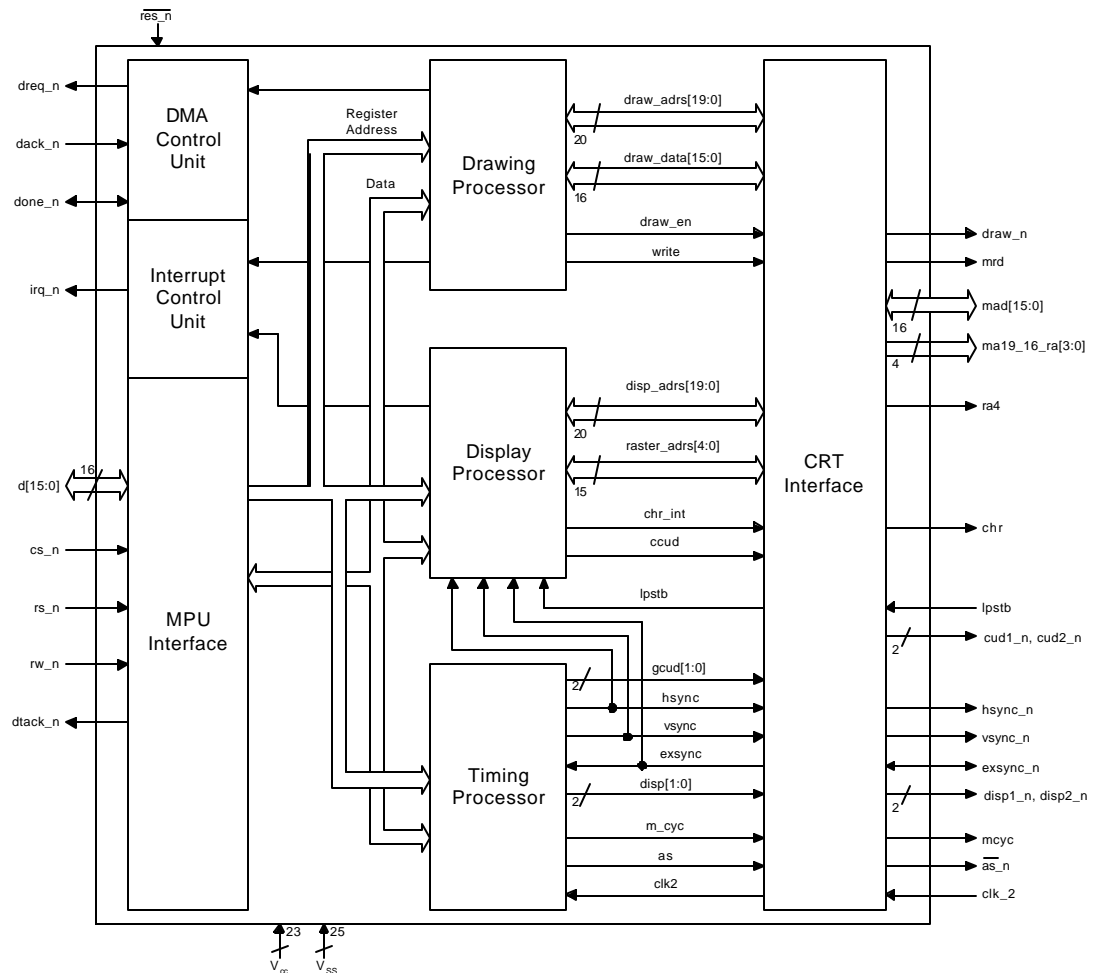 res_n
dreq_n
dack_n
done_n
irq_n
16
d[15:0]
cs_n
rs_n
rw_n
dtack_n
DMA
Control
Unit
Interrupt
Control
Unit
MPU
Interface
Register
Address
Data
Drawing
Processor
Display
Processor
Timing
Processor
draw_adrs[19:0]
20
draw_data[15:0]
16
draw_en
write
disp_adrs[19:0]
20
raster_adrs[4:0]
15
chr_int
ccud
lpstb
gcud[1:0]
2
hsync
vsync
exsync
disp[1:0]
2
m_cyc
as
clk2
CRT
Interface
draw_n
mrd
mad[15:0]
16
ma19_16_ra[3:0]
4
ra4
chr
lpstb
cud1_n, cud2_n
2
hsync_n
vsync_n
exsync_n
disp1_n, disp2_n
2
mcyc
as_n
clk_2
23
25
Vcc
VSS